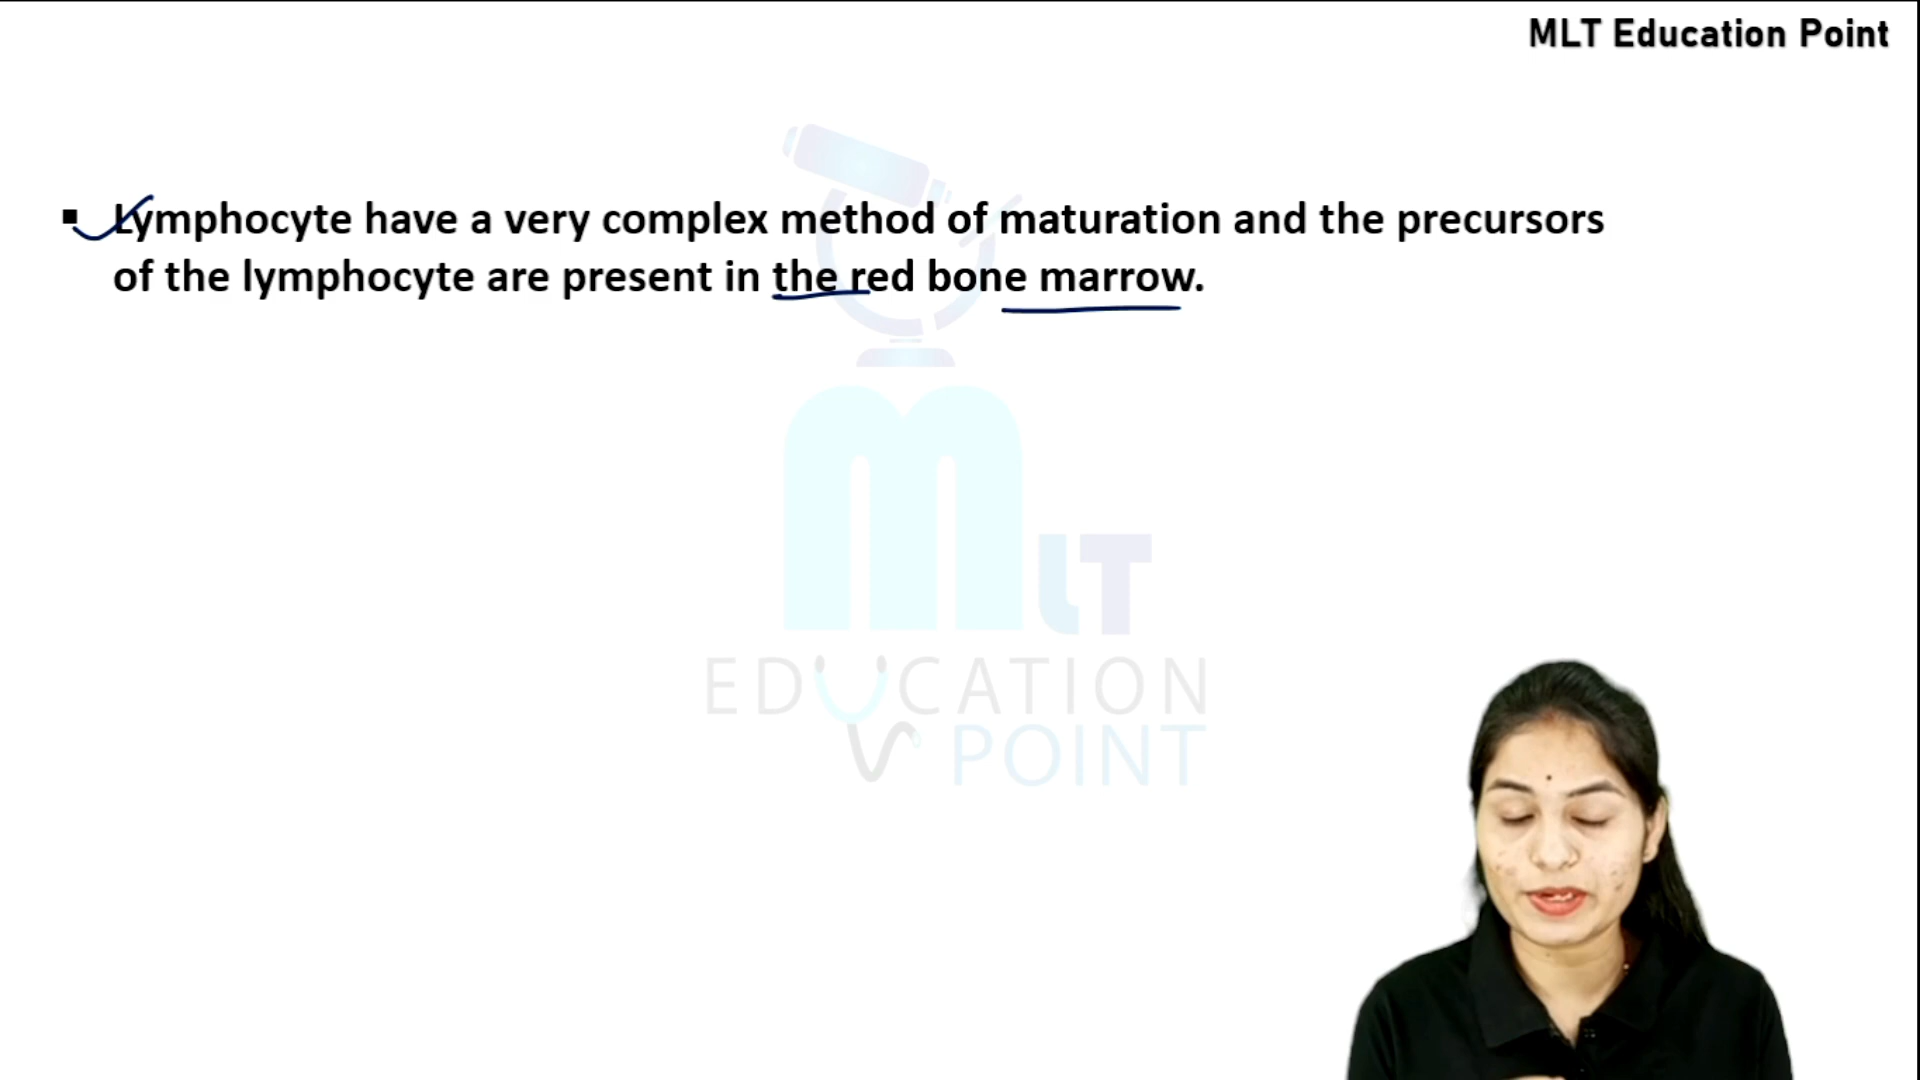 MLT Education Point
▪ Lymphocyte have a very complex method of maturation and the precursors
of the lymphocyte are present in the red bone marrow.
MLT
EDUCATION
POINT